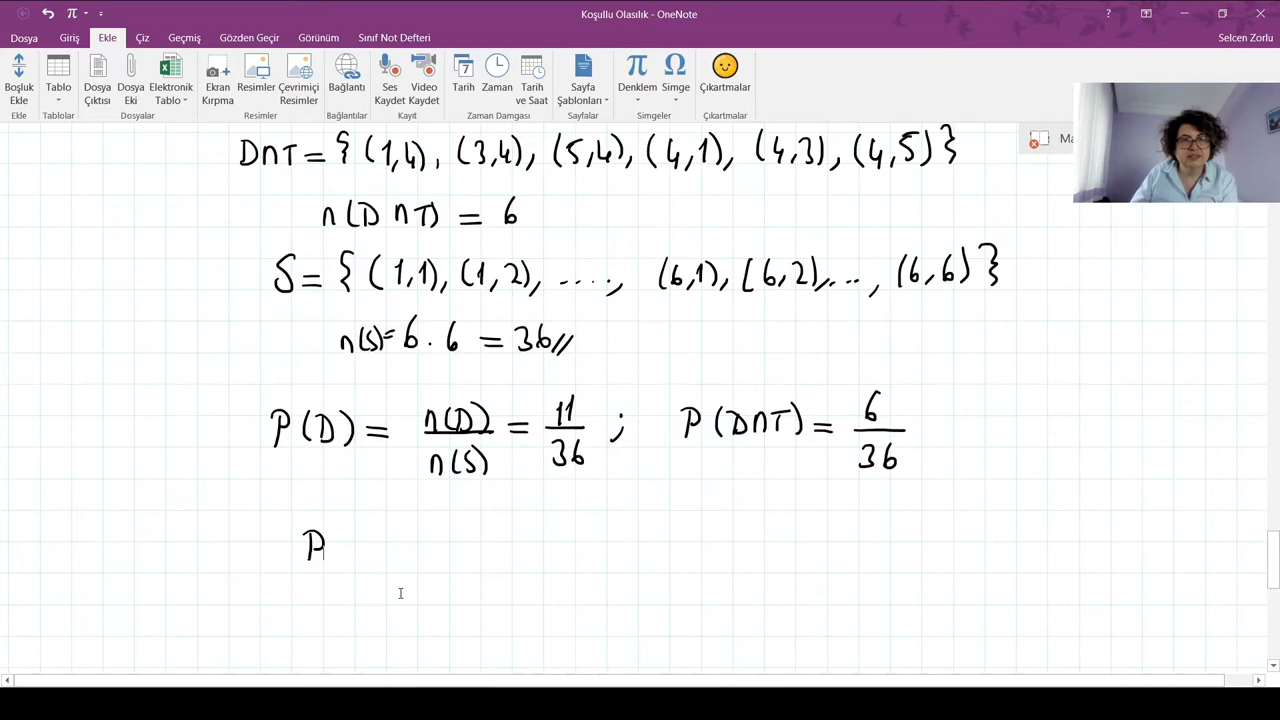 Koşullu Olasılık - OneNote
Dosya Giriş Ekle Çiz Geçmiş Gözden Geçir Görünüm Sınıf Not Defteri Selcen Zorlu
Boşluk Ekle Tablo Dosya Çıktısı Dosya Eki Elektronik Tablo Ekran Kırpma Resimler Çevrimiçi Resimler Bağlantı Ses Kaydet Video Kaydet Tarih Zaman Tarih ve Saat Sayfa Şablonları Denklem Simge Çıkartmalar
Ekle Tablolar Dosyalar Resimler Bağlantılar Kayıt Zaman Damgası Sayfalar Simgeler Çıkartmalar
D∩T = { (1,4), (3,4), (5,4), (4,1), (4,3), (4,5) }
Ma
n(D ∩ T) = 6
S = { (1,1), (1,2), ...., (6,1), (6,2), ..., (6,6) }
n(S) = 6 . 6 = 36 //
P(D) = n(D)/n(S) = 11/36 ; P(D∩T) = 6/36
P